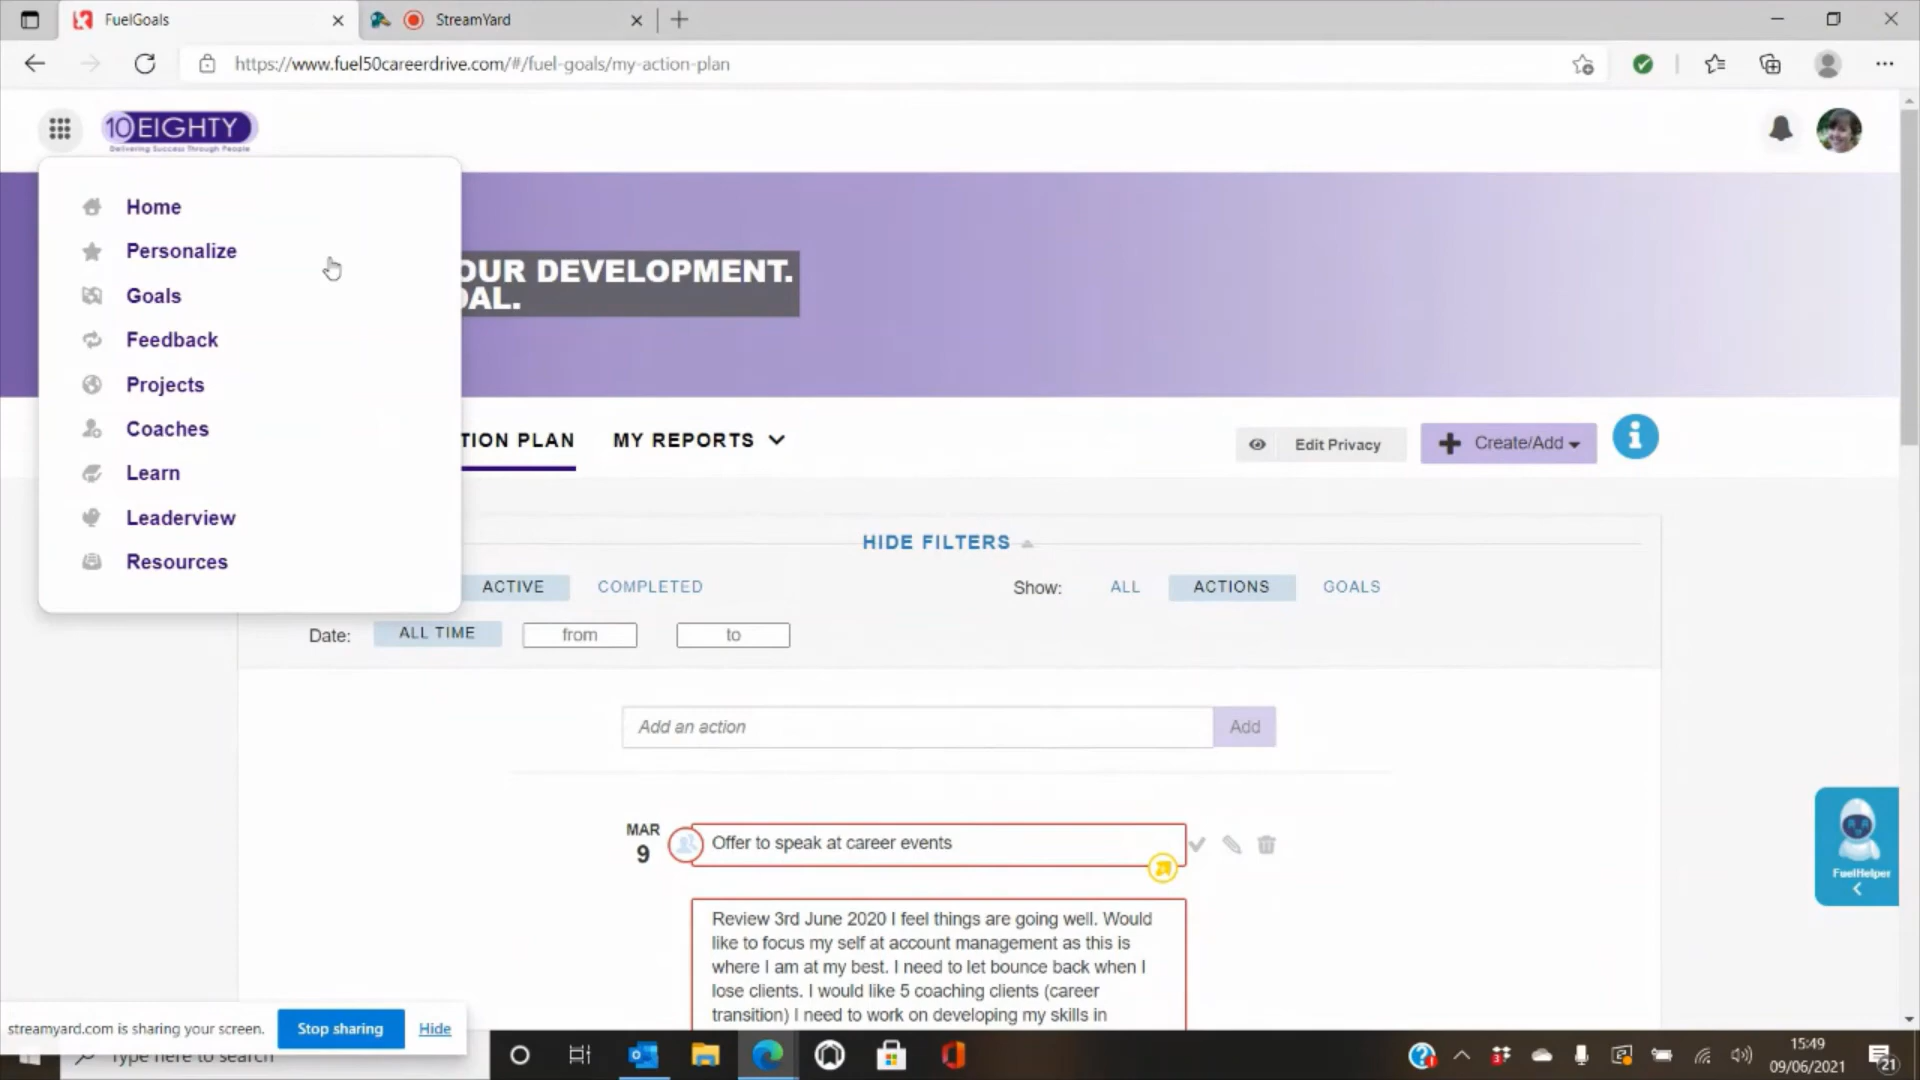 FuelGoals
StreamYard
https://www.fuel50careerdrive.com/#/fuel-goals/my-action-plan
10EIGHTY
Delivering Success Through People
Home
Personalize
Goals
Feedback
Projects
Coaches
Learn
Leaderview
Resources
OUR DEVELOPMENT.
OAL.
TION PLAN
MY REPORTS
Edit Privacy
Create/Add
HIDE FILTERS
ACTIVE
COMPLETED
Show:
ALL
ACTIONS
GOALS
Date:
ALL TIME
from
to
Add an action
Add
MAR
9
Offer to speak at career events
Review 3rd June 2020 I feel things are going well. Would
like to focus my self at account management as this is
where I am at my best. I need to let bounce back when I
lose clients. I would like 5 coaching clients (career
transition) I need to work on developing my skills in
FuelHelper
streamyard.com is sharing your screen.
Stop sharing
Hide
Type here to search
15:49
09/06/2021
21